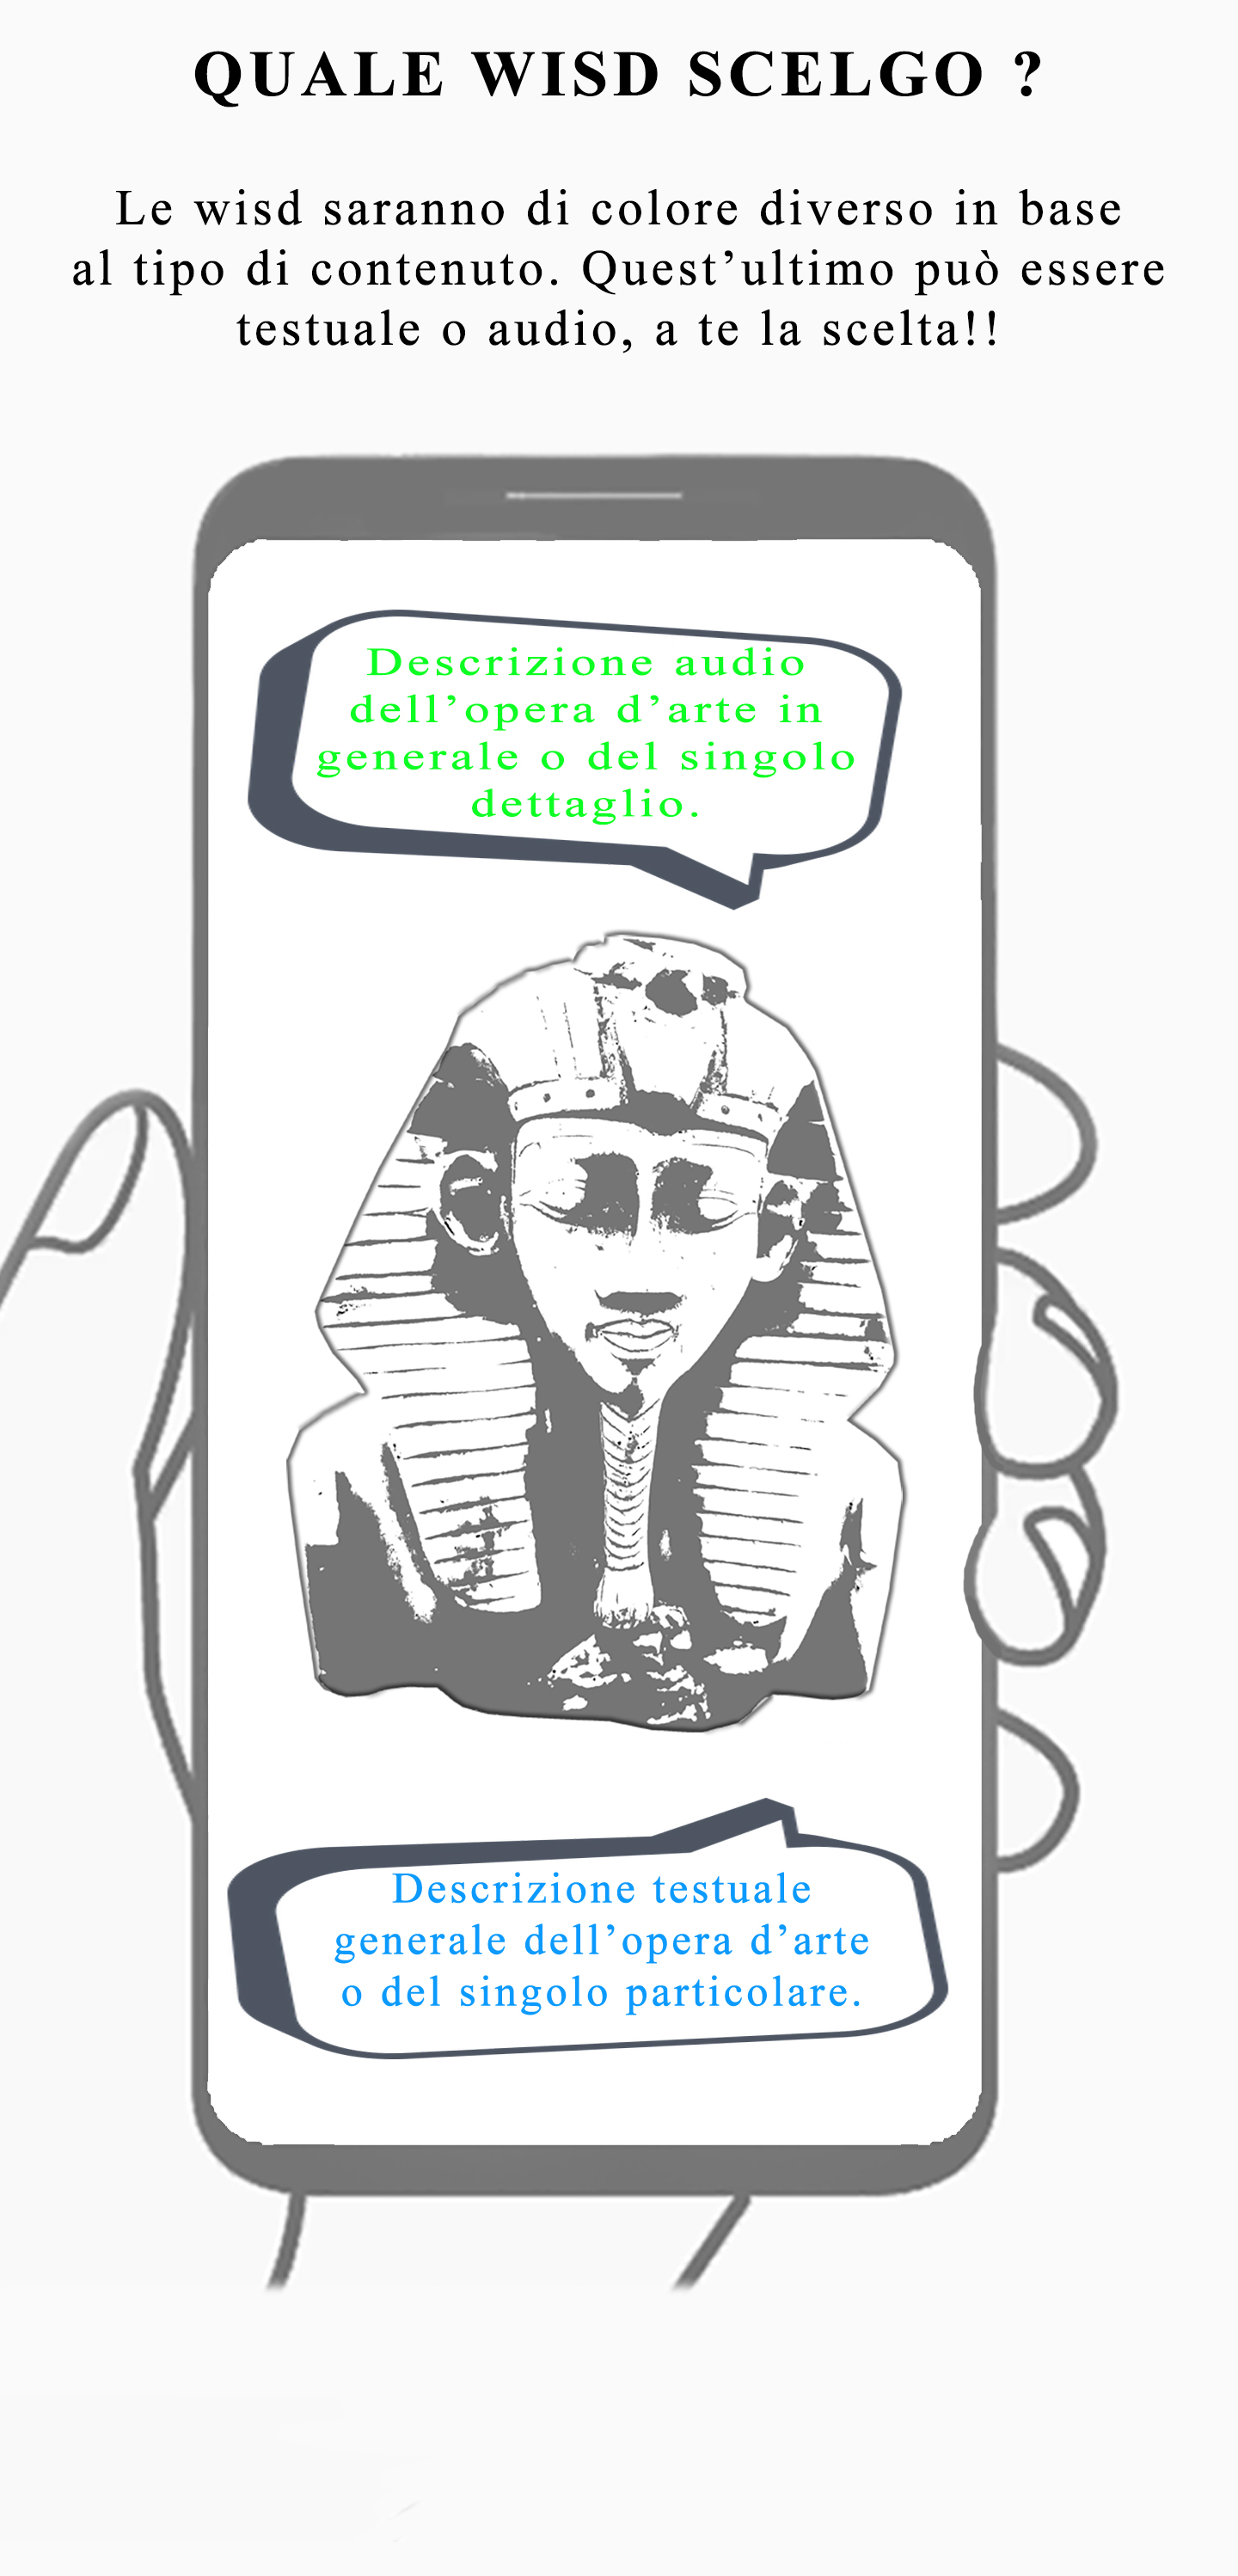 QUALE WISD SCELGO ?
Le wisd saranno di colore diverso in base
al tipo di contenuto. Quest’ultimo può essere
testuale o audio, a te la scelta!!
Descrizione audio
dell’opera d’arte in
generale o del singolo
dettaglio.
Descrizione testuale
generale dell’opera d’arte
o del singolo particolare.